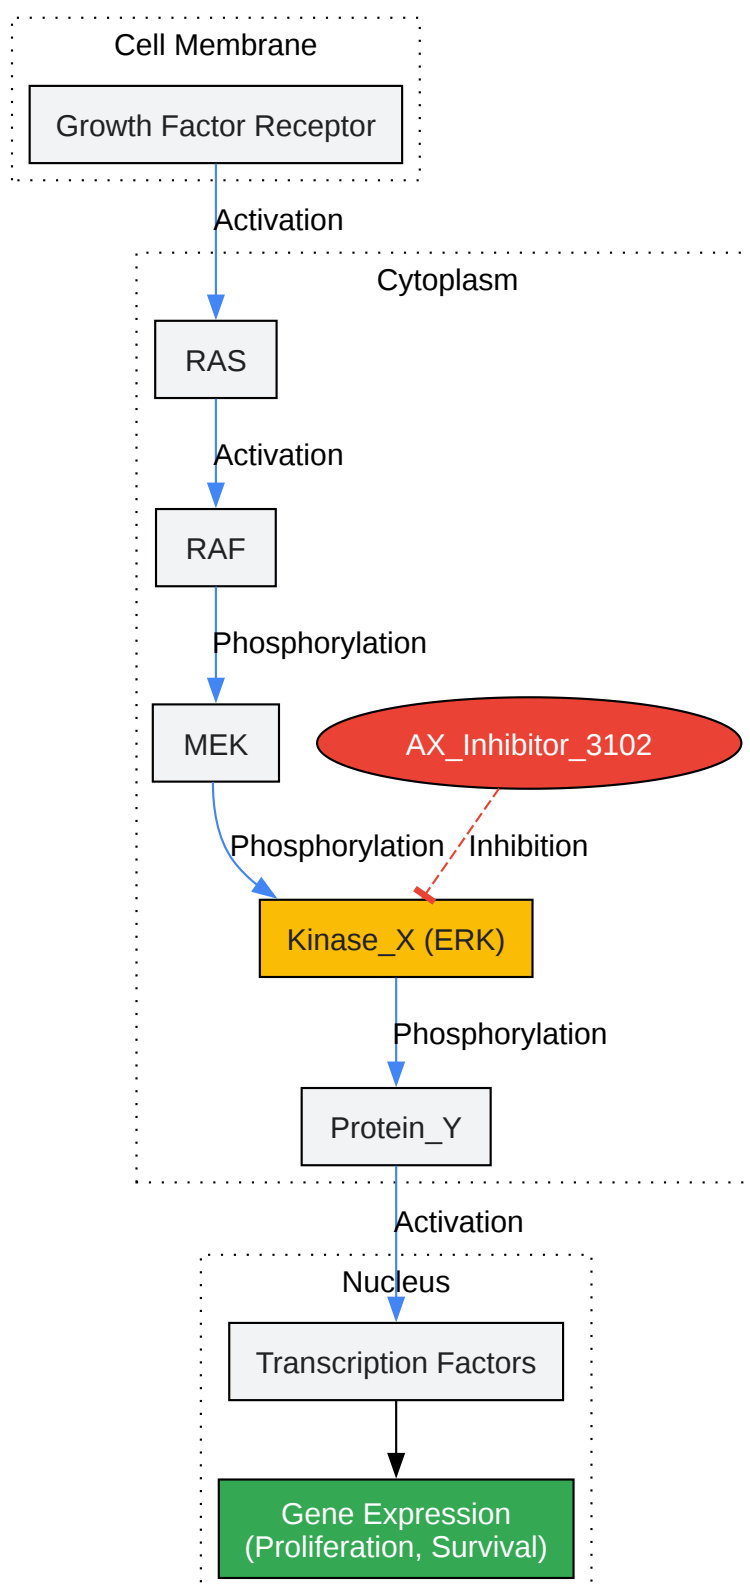 Cell Membrane
Growth Factor Receptor
Activation
Cytoplasm
RAS
Activation
RAF
Phosphorylation
MEK
AX_Inhibitor_3102
Phosphorylation
Inhibition
Kinase_X (ERK)
Phosphorylation
Protein_Y
Activation
Nucleus
Transcription Factors
Gene Expression
(Proliferation, Survival)